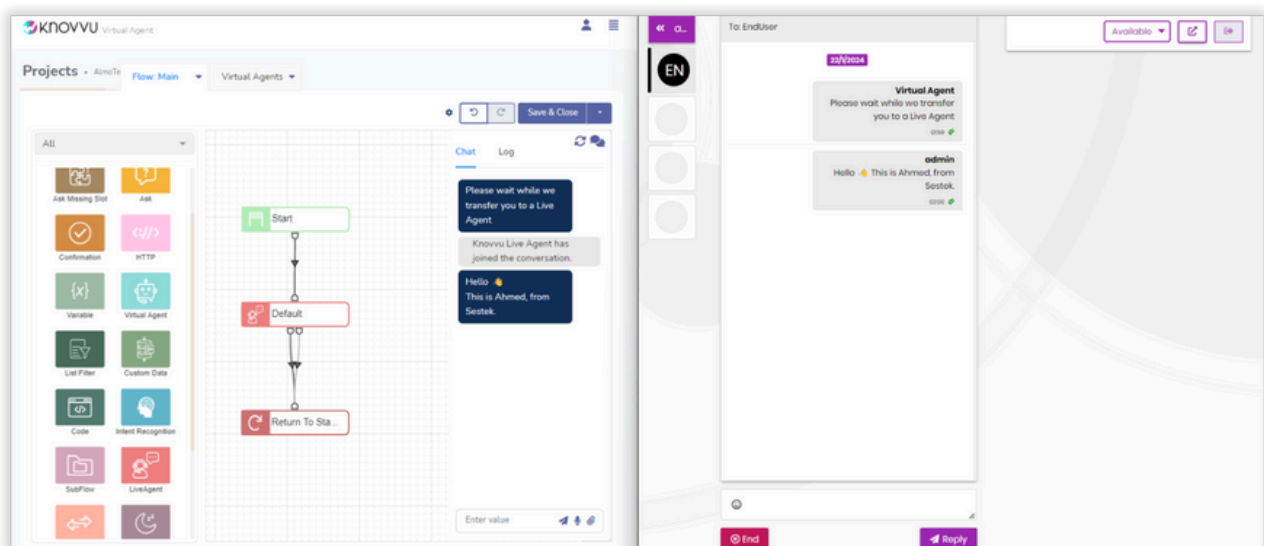 KNOVVU Virtual Agent
Projects
Flow: Main
Virtual Agents
Save & Close
All
Ask Missing Slot
Ask
Confirmation
HTTP
Variable
Virtual Agent
List Filter
Custom Data
Code
Intent Recognition
SubFlow
LiveAgent
Start
Default
Return To Sta...
Chat
Log
Please wait while we
transfer you to a Live
Agent
Knovvu Live Agent has
joined the conversation.
Hello 👋
This is Ahmed, from
Sestek.
Enter value
« a..
EN
To: EndUser
22/1/2024
Virtual Agent
Please wait while we transfer
you to a Live Agent
admin
Hello 👋 This is Ahmed, from
Sestek.
End
Reply
Available